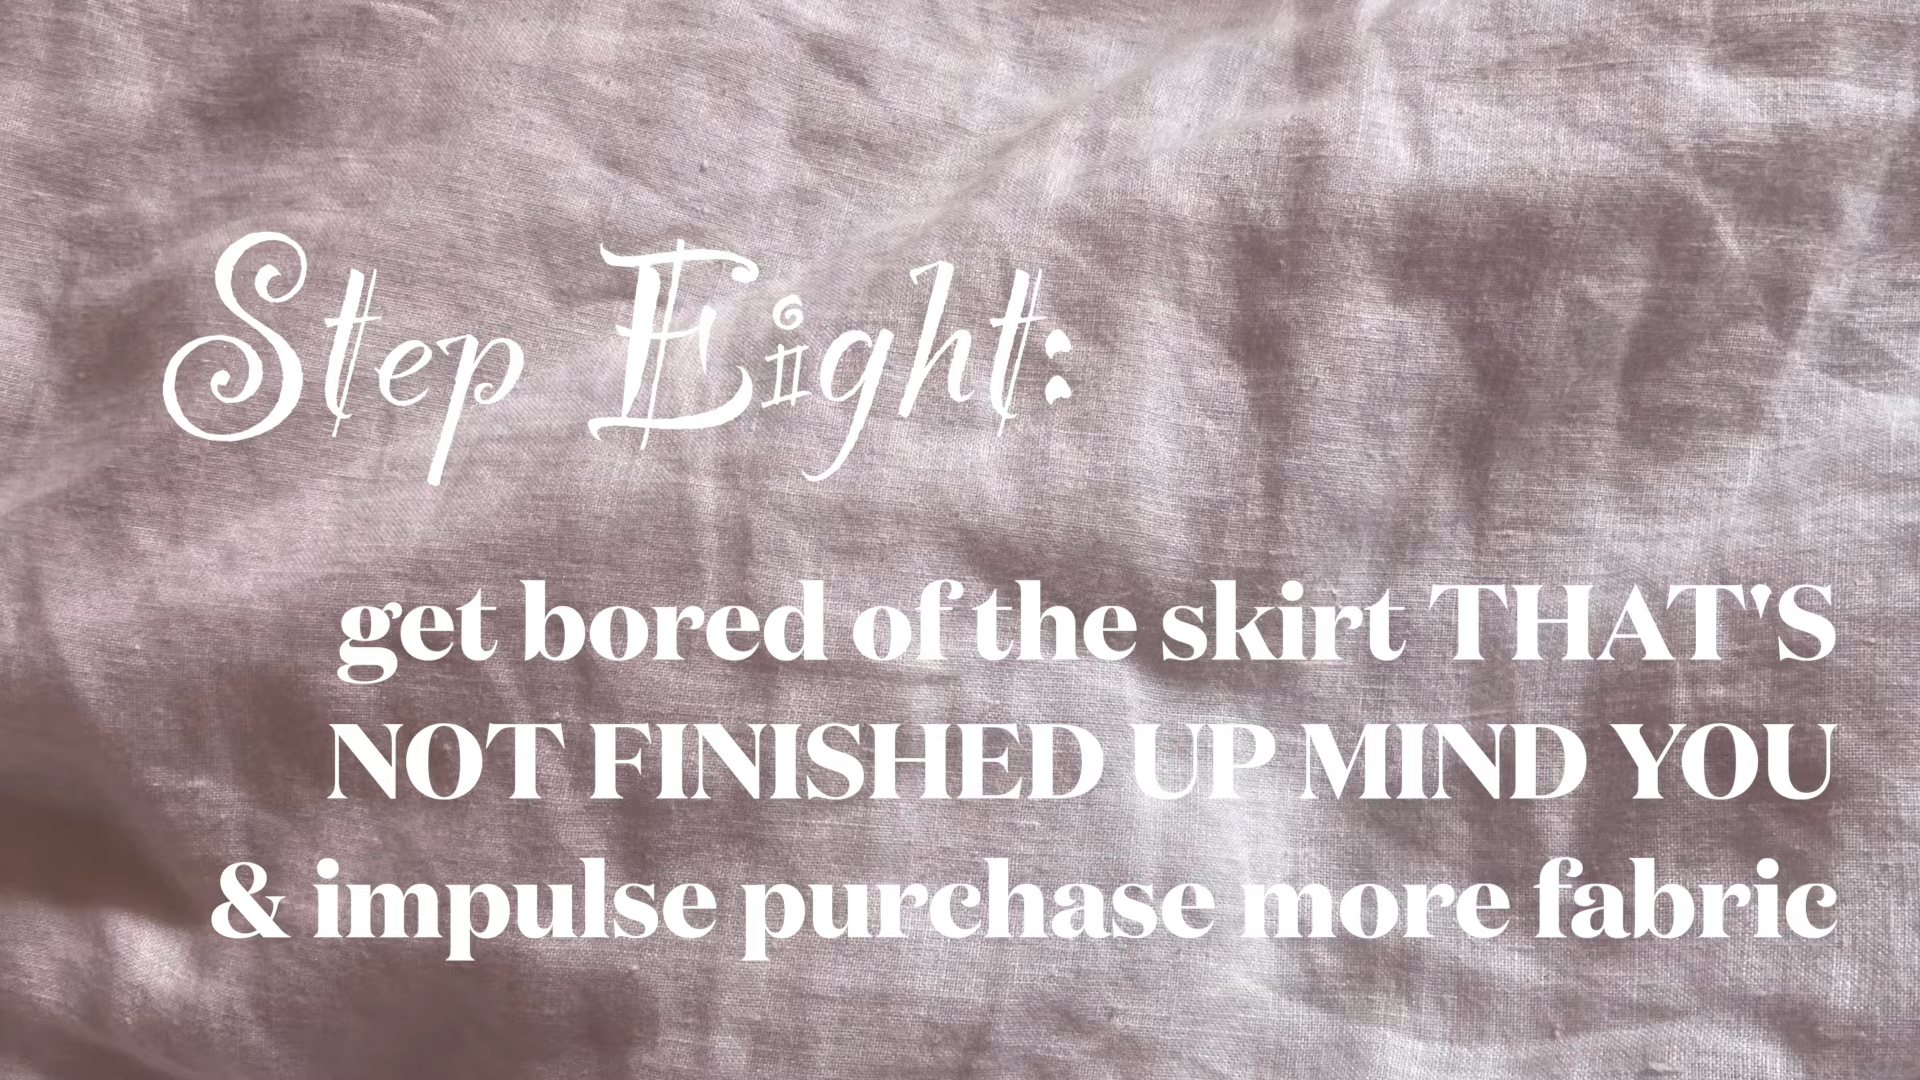 Step Eight:
get bored of the skirt THAT'S
NOT FINISHED UP MIND YOU
& impulse purchase more fabric